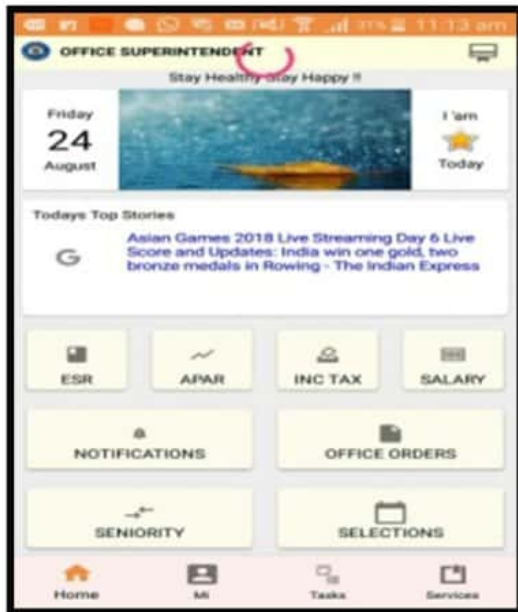 31% 11:13 am
OFFICE SUPERINTENDENT
Stay Healthy Stay Happy !!
Friday
24
August
I 'am
Today
Todays Top Stories
G
Asian Games 2018 Live Streaming Day 6 Live
Score and Updates: India win one gold, two
bronze medals in Rowing - The Indian Express
ESR
APAR
INC TAX
SALARY
NOTIFICATIONS
OFFICE ORDERS
SENIORITY
SELECTIONS
Home
Mi
Tasks
Services